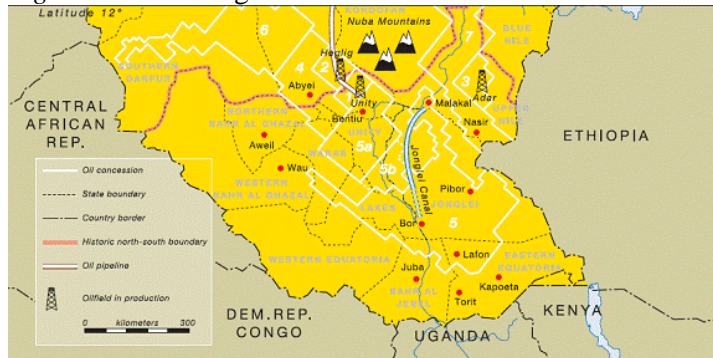 Latitude 12°
KORDOFAN
Nuba Mountains
BLUE
NILE
6
7
Heglig
SOUTHERN
DARFUR
4
2
3
Abyei
Unity
Adar
Malakal
UPPER
NILE
CENTRAL
AFRICAN
REP.
NORTHERN
BAHR AL GHAZAL
Bentiu
Nasir
ETHIOPIA
UNITY
Aweil
WARAB
5a
Jonglei Canal
Oil concession
Wau
5b
State boundary
WESTERN
BAHR AL GHAZAL
Pibor
Country border
LAKES
JONGLEI
Historic north-south boundary
Bor
5
Oil pipeline
WESTERN EQUATORIA
Lafon
EASTERN
EQUATORIA
Juba
Kapoeta
Oilfield in production
BAHR AL
JEBEL
Torit
0 kilometers 300
DEM.REP.
CONGO
UGANDA
KENYA